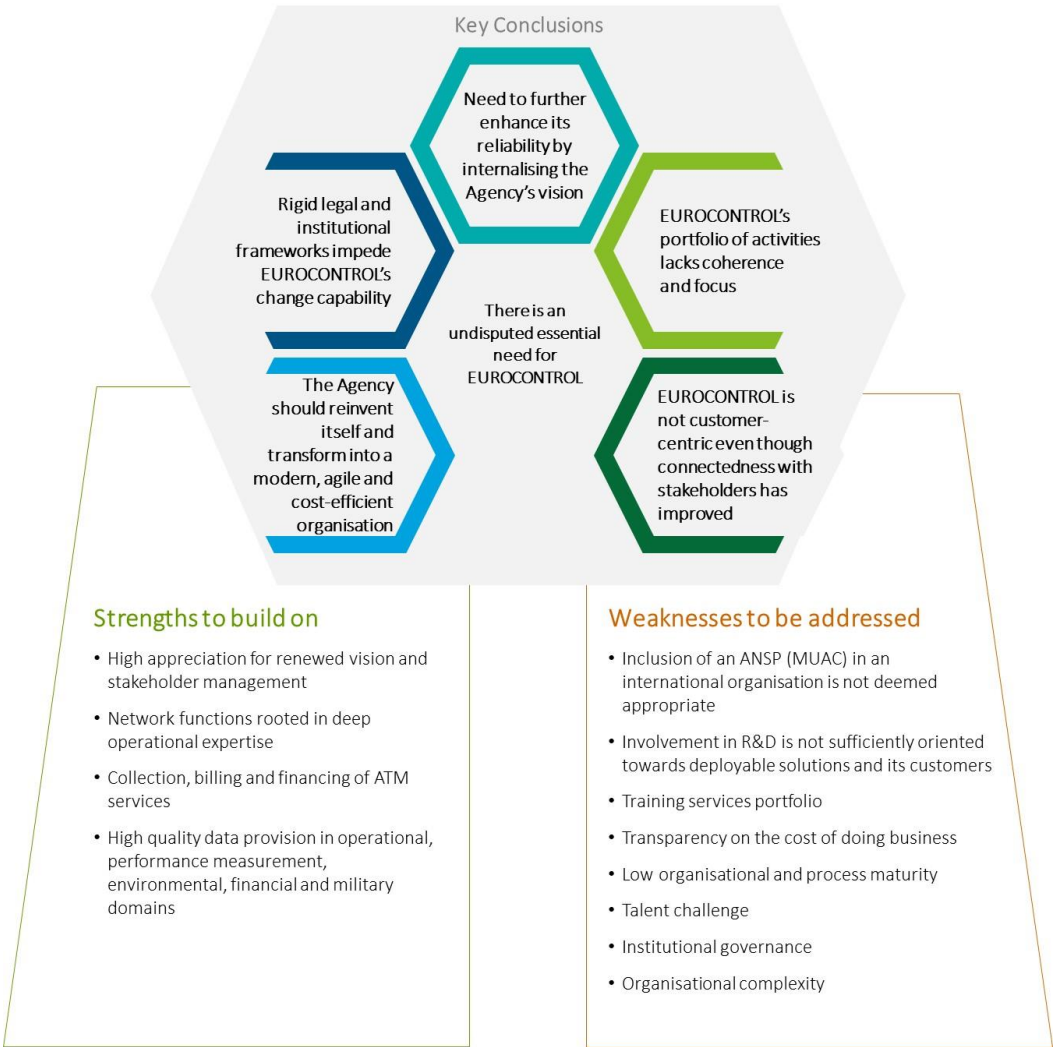 Key Conclusions
Need to further
enhance its
reliability by
internalising the
Agency's vision
Rigid legal and
institutional
frameworks impede
EUROCONTROL's
change capability
EUROCONTROL's
portfolio of activities
lacks coherence
and focus
There is an
undisputed essential
need for
EUROCONTROL
The Agency
should reinvent
itself and
transform into a
modern, agile and
cost-efficient
organisation
EUROCONTROL is
not customer-
centric even though
connectedness with
stakeholders has
improved
Strengths to build on
• High appreciation for renewed vision and
stakeholder management
• Network functions rooted in deep
operational expertise
• Collection, billing and financing of ATM
services
• High quality data provision in operational,
performance measurement,
environmental, financial and military
domains
Weaknesses to be addressed
• Inclusion of an ANSP (MUAC) in an
international organisation is not deemed
appropriate
• Involvement in R&D is not sufficiently oriented
towards deployable solutions and its customers
• Training services portfolio
• Transparency on the cost of doing business
• Low organisational and process maturity
• Talent challenge
• Institutional governance
• Organisational complexity